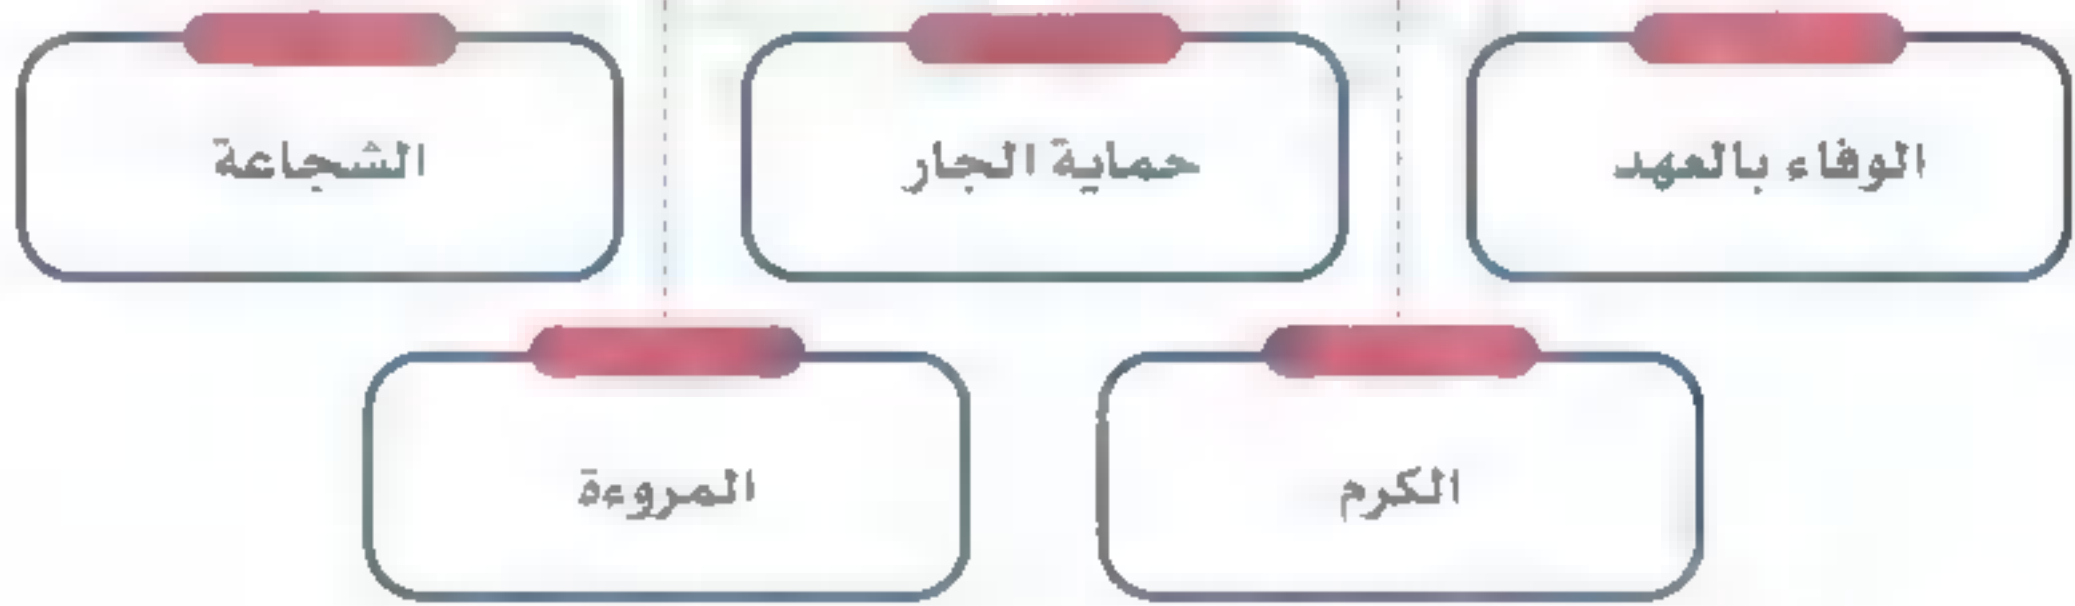 الوفاء بالعهد
حماية الجار
الشجاعة
الكرم
المروءة